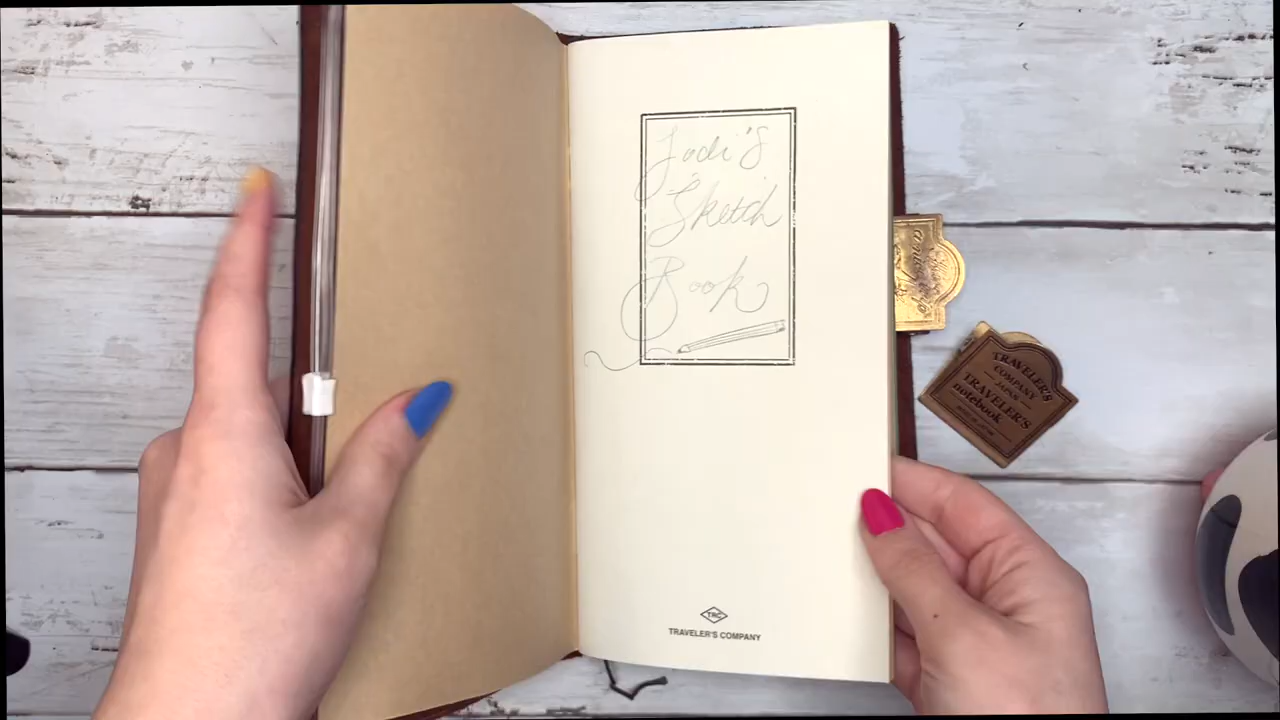 Jodi's
Sketch
Book
TRC
TRAVELER'S COMPANY
TRAVELER'S
COMPANY
JAPAN
TRAVELER'S
notebook